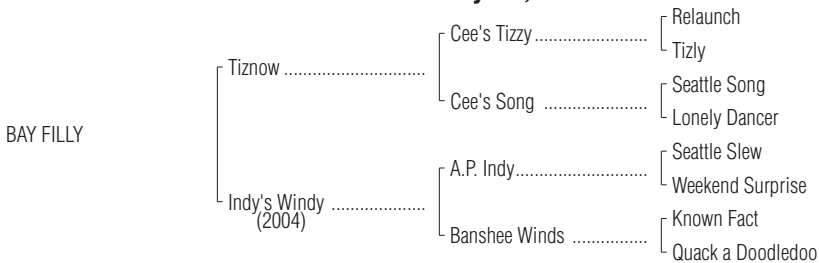 Relaunch
Cee's Tizzy
Tizly
Tiznow
Seattle Song
Cee's Song
Lonely Dancer
BAY FILLY
Seattle Slew
A.P. Indy
Weekend Surprise
Indy's Windy
(2004)
Known Fact
Banshee Winds
Quack a Doodledoo